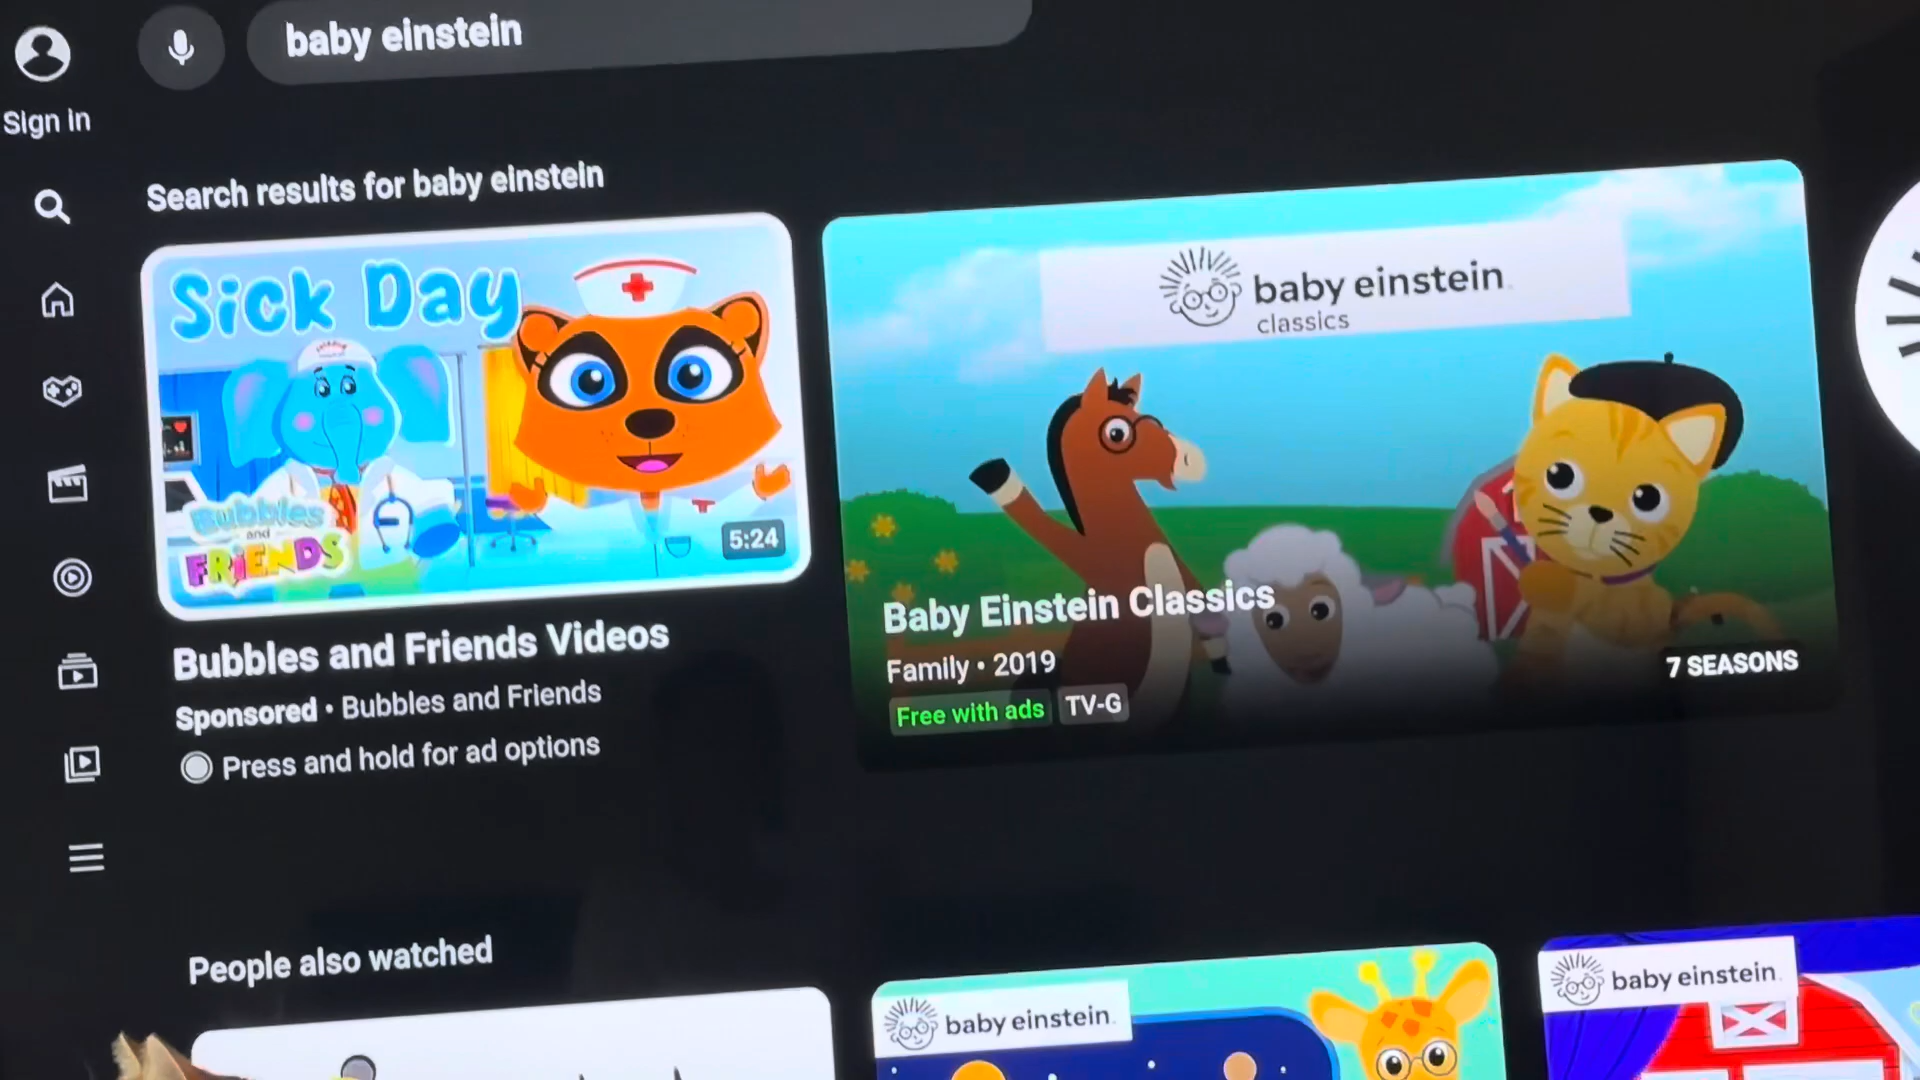 baby einstein
Sign in
Search results for baby einstein
Sick Day
Bubbles
and
FRIENDS
5:24
Bubbles and Friends Videos
Sponsored • Bubbles and Friends
Press and hold for ad options
baby einstein
classics
Baby Einstein Classics
Family • 2019
Free with ads TV-G
7 SEASONS
People also watched
baby einstein
baby einstein